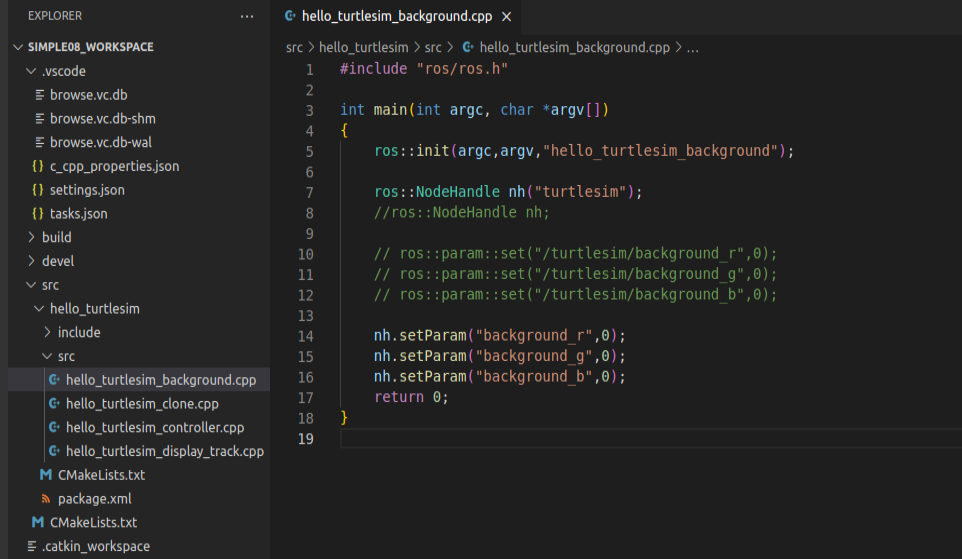 EXPLORER ...
SIMPLE08_WORKSPACE
.vscode
browse.vc.db
browse.vc.db-shm
browse.vc.db-wal
{} c_cpp_properties.json
{} settings.json
{} tasks.json
build
devel
src
hello_turtlesim
include
src
hello_turtlesim_background.cpp
hello_turtlesim_clone.cpp
hello_turtlesim_controller.cpp
hello_turtlesim_display_track.cpp
CMakeLists.txt
package.xml
CMakeLists.txt
.catkin_workspace
hello_turtlesim_background.cpp ×
src > hello_turtlesim > src > hello_turtlesim_background.cpp > ...
1 #include "ros/ros.h"
2
3 int main(int argc, char *argv[])
4 {
5 ros::init(argc,argv,"hello_turtlesim_background");
6
7 ros::NodeHandle nh("turtlesim");
8 //ros::NodeHandle nh;
9
10 // ros::param::set("/turtlesim/background_r",0);
11 // ros::param::set("/turtlesim/background_g",0);
12 // ros::param::set("/turtlesim/background_b",0);
13
14 nh.setParam("background_r",0);
15 nh.setParam("background_g",0);
16 nh.setParam("background_b",0);
17 return 0;
18 }
19